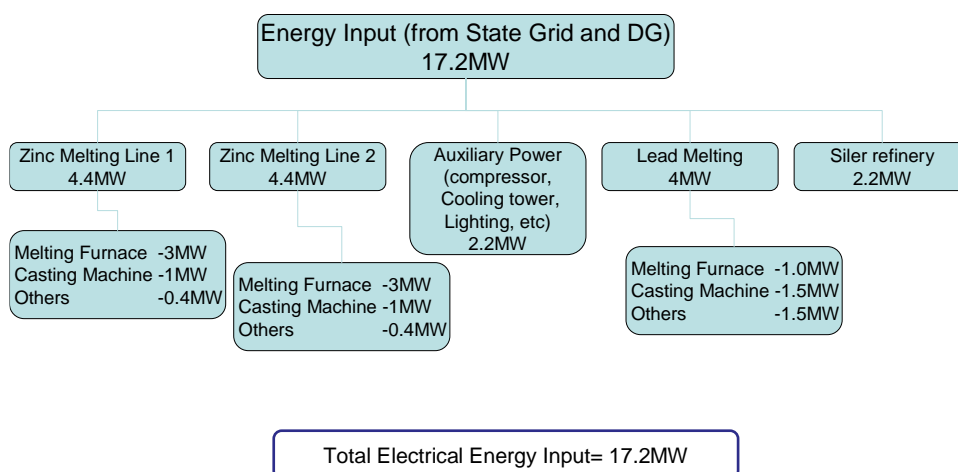 Energy Input (from State Grid and DG)
17.2MW
Zinc Melting Line 1
4.4MW
Zinc Melting Line 2
4.4MW
Auxiliary Power
(compressor,
Cooling tower,
Lighting, etc)
2.2MW
Lead Melting
4MW
Siler refinery
2.2MW
Melting Furnace -3MW
Casting Machine -1MW
Others -0.4MW
Melting Furnace -3MW
Casting Machine -1MW
Others -0.4MW
Melting Furnace -1.0MW
Casting Machine -1.5MW
Others -1.5MW
Total Electrical Energy Input= 17.2MW